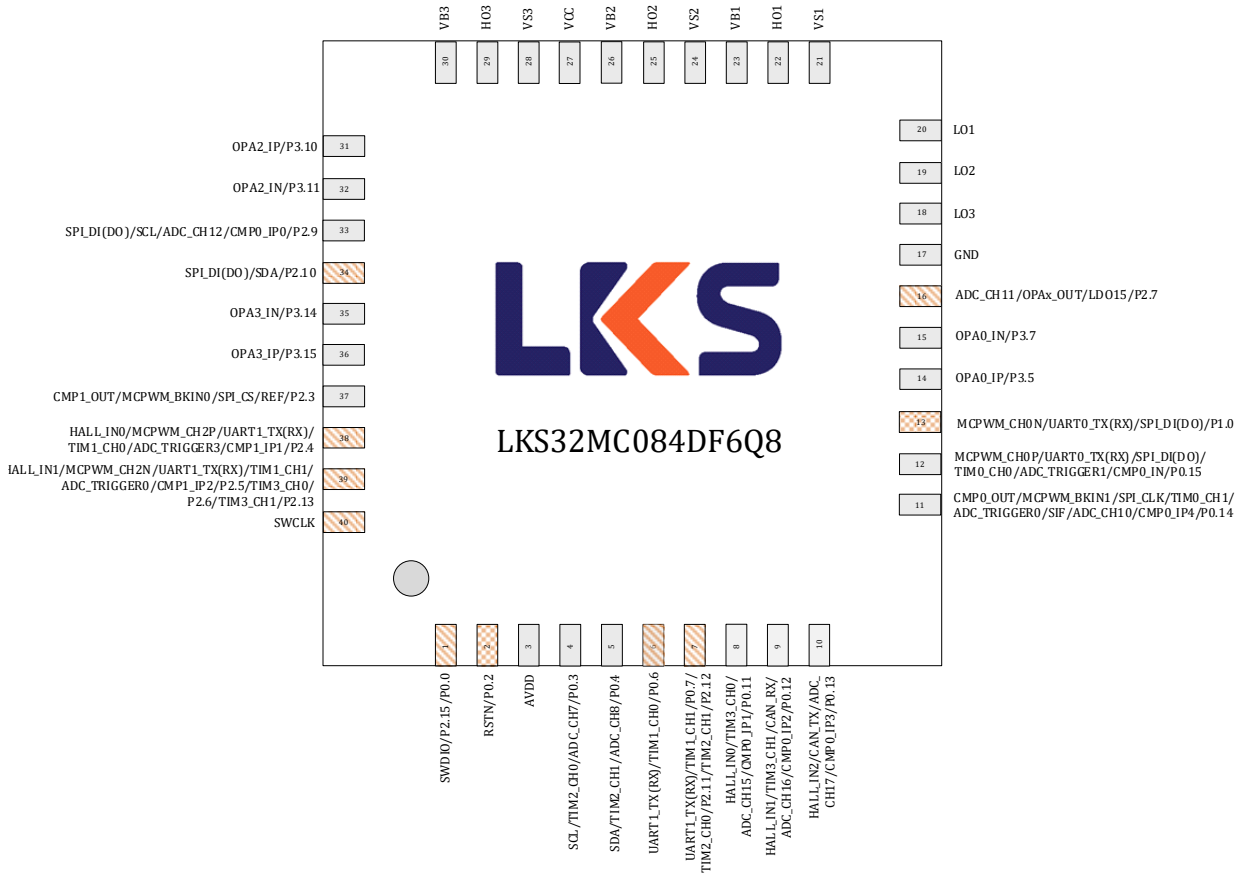 VB3
HO3
VS3
VCC
VB2
HO2
VS2
VB1
HO1
VS1
30
29
28
27
26
25
24
23
22
21
OPA2_IP/P3.10
31
OPA2_IN/P3.11
32
SPI_DI(DO)/SCL/ADC_CH12/CMP0_IP0/P2.9
33
SPI_DI(DO)/SDA/P2.10
34
OPA3_IN/P3.14
35
OPA3_IP/P3.15
36
CMP1_OUT/MCPWM_BKIN0/SPI_CS/REF/P2.3
37
HALL_IN0/MCPWM_CH2P/UART1_TX(RX)/
TIM1_CH0/ADC_TRIGGER3/CMP1_IP1/P2.4
38
IALL_IN1/MCPWM_CH2N/UART1_TX(RX)/TIM1_CH1/
ADC_TRIGGER0/CMP1_IP2/P2.5/TIM3_CH0/
P2.6/TIM3_CH1/P2.13
39
SWCLK
40
LKS
LKS32MC084DF6Q8
20
LO1
19
LO2
18
LO3
17
GND
16
ADC_CH11/OPAx_OUT/LDO15/P2.7
15
OPA0_IN/P3.7
14
OPA0_IP/P3.5
13
MCPWM_CH0N/UART0_TX(RX)/SPI_DI(DO)/P1.0
12
MCPWM_CH0P/UART0_TX(RX)/SPI_DI(DO)/
TIM0_CH0/ADC_TRIGGER1/CMP0_IN/P0.15
11
CMP0_OUT/MCPWM_BKIN1/SPI_CLK/TIM0_CH1/
ADC_TRIGGER0/SIF/ADC_CH10/CMP0_IP4/P0.14
1
2
3
4
5
6
7
8
9
10
SWDIO/P2.15/P0.0
RSTN/P0.2
AVDD
SCL/TIM2_CH0/ADC_CH7/P0.3
SDA/TIM2_CH1/ADC_CH8/P0.4
UART1_TX(RX)/TIM1_CH0/P0.6
UART1_TX(RX)/TIM1_CH1/P0.7/
TIM2_CH0/P2.11/TIM2_CH1/P2.12
HALL_IN0/TIM3_CH0/
ADC_CH15/CMP0_IP1/P0.11
HALL_IN1/TIM3_CH1/CAN_RX/
ADC_CH16/CMP0_IP2/P0.12
HALL_IN2/CAN_TX/ADC_
CH17/CMP0_IP3/P0.13